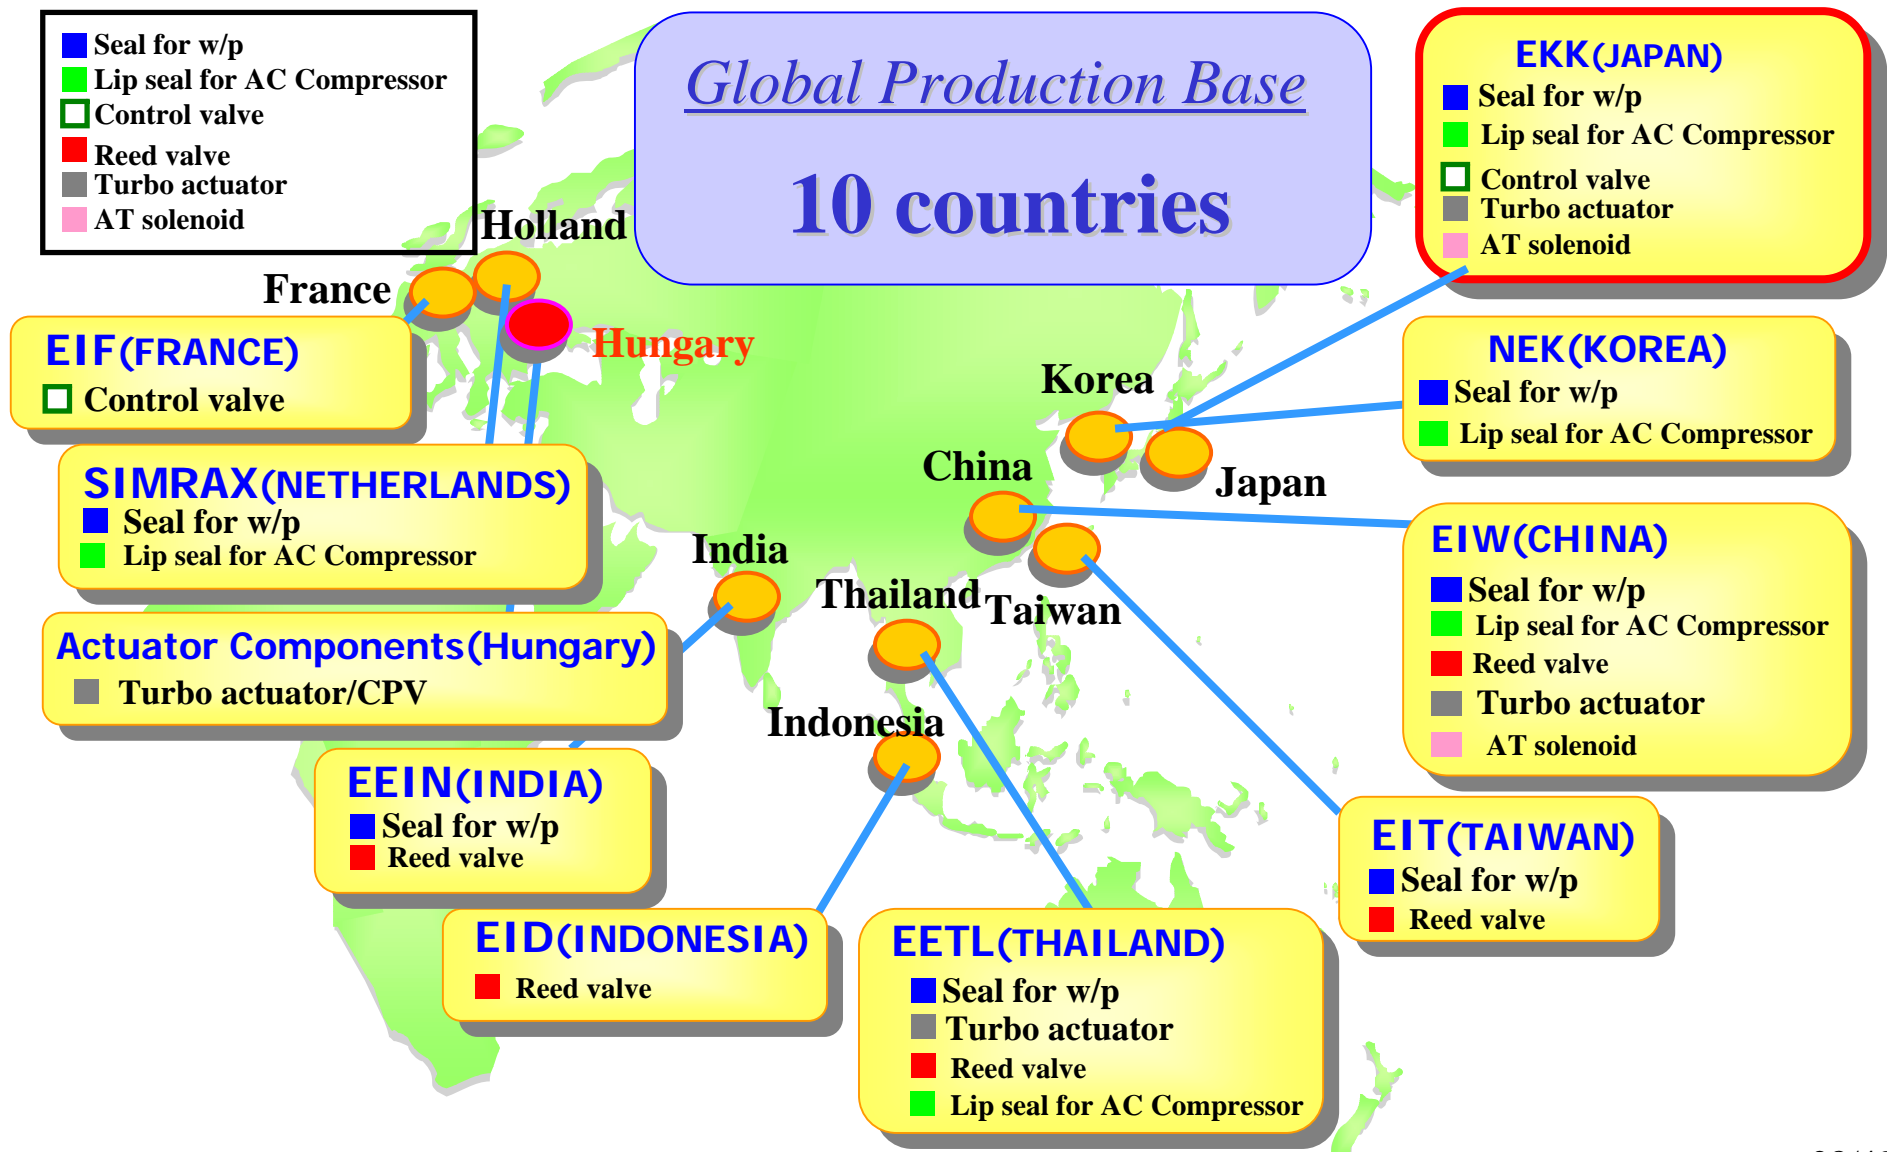 Seal for w/p
Lip seal for AC Compressor
Control valve
Reed valve
Turbo actuator
AT solenoid
Global Production Base
10 countries
EKK(JAPAN)
Seal for w/p
Lip seal for AC Compressor
Control valve
Turbo actuator
AT solenoid
Holland
France
Hungary
Korea
China
Japan
India
Thailand
Taiwan
Indonesia
EIF(FRANCE)
Control valve
NEK(KOREA)
Seal for w/p
Lip seal for AC Compressor
SIMRAX(NETHERLANDS)
Seal for w/p
Lip seal for AC Compressor
EIW(CHINA)
Seal for w/p
Lip seal for AC Compressor
Reed valve
Turbo actuator
AT solenoid
Actuator Components(Hungary)
Turbo actuator/CPV
EEIN(INDIA)
Seal for w/p
Reed valve
EIT(TAIWAN)
Seal for w/p
Reed valve
EID(INDONESIA)
Reed valve
EETL(THAILAND)
Seal for w/p
Turbo actuator
Reed valve
Lip seal for AC Compressor